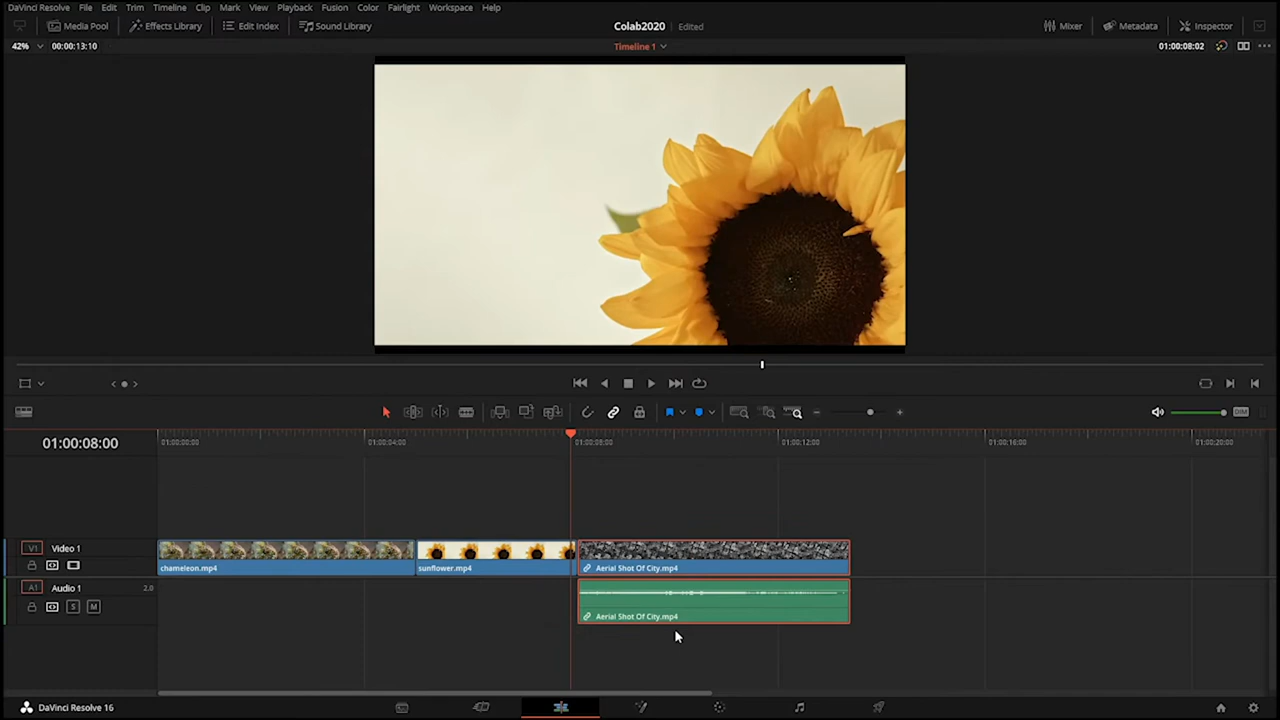 DaVinci Resolve File Edit Trim Timeline Clip Mark View Playback Fusion Color Fairlight Workspace Help
Media Pool Effects Library Edit Index Sound Library Colab2020 Edited Mixer Metadata Inspector
42% 00:00:13:10 Timeline 1 01:00:08:02
DIM
01:00:08:00 01:00:00:00 01:00:04:00 01:00:08:00 01:00:12:00 01:00:16:00 01:00:20:00
V1 Video 1
chameleon.mp4 sunflower.mp4 Aerial Shot Of City.mp4
A1 Audio 1 2.0
S M
Aerial Shot Of City.mp4
DaVinci Resolve 16